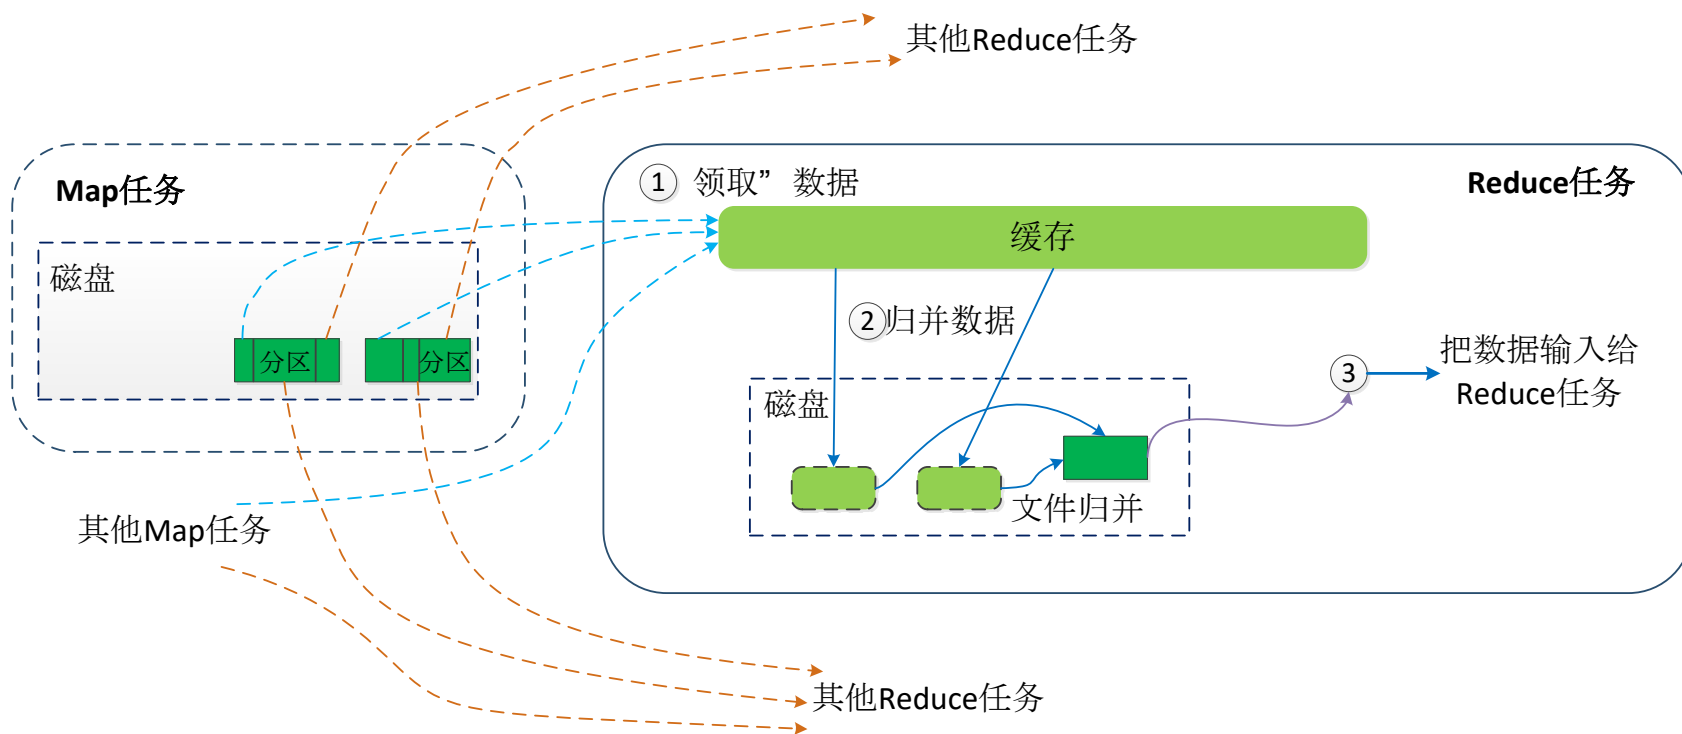 其他Reduce任务
Map任务
① 领取” 数据
Reduce任务
缓存
磁盘
②归并数据
分区
分区
③
把数据输入给
Reduce任务
磁盘
文件归并
其他Map任务
其他Reduce任务